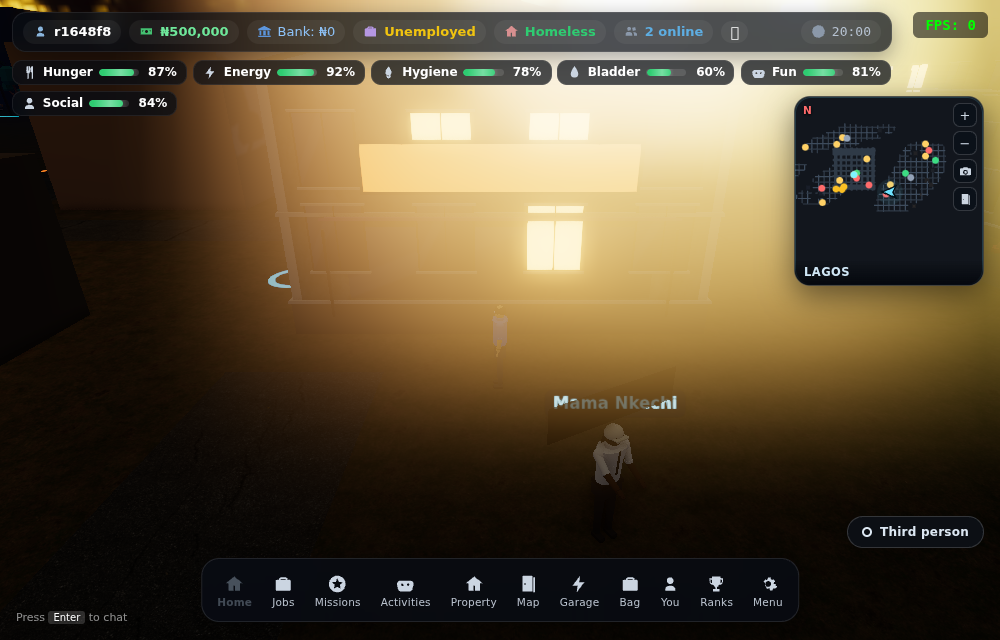 r1648f8 ₦500,000 Bank: ₦0 Unemployed Homeless 2 online 20:00
FPS: 0
Hunger 87% Energy 92% Hygiene 78% Bladder 60% Fun 81%
Social 84%
N
+
−
LAGOS
Mama Nkechi
Third person
Home Jobs Missions Activities Property Map Garage Bag You Ranks Menu
Press Enter to chat